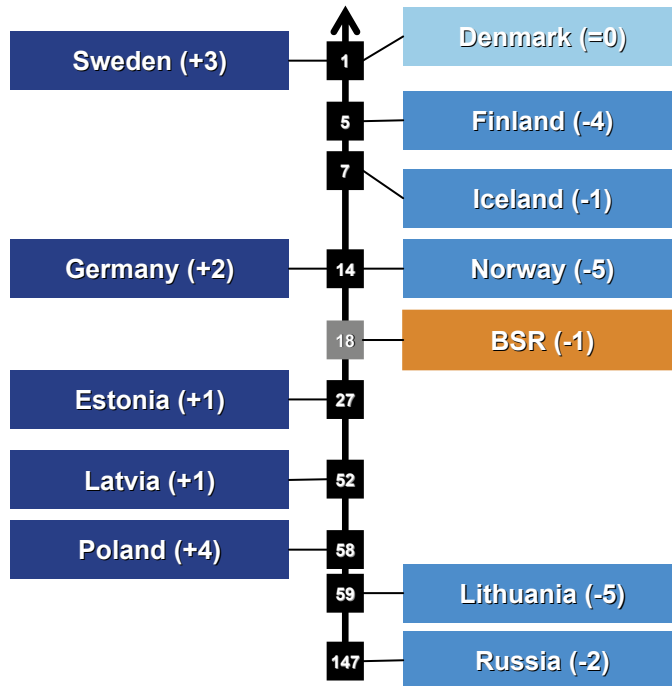 Sweden (+3)
1
Denmark (=0)
5
Finland (-4)
7
Iceland (-1)
Germany (+2)
14
Norway (-5)
18
BSR (-1)
Estonia (+1)
27
Latvia (+1)
52
Poland (+4)
58
59
Lithuania (-5)
147
Russia (-2)